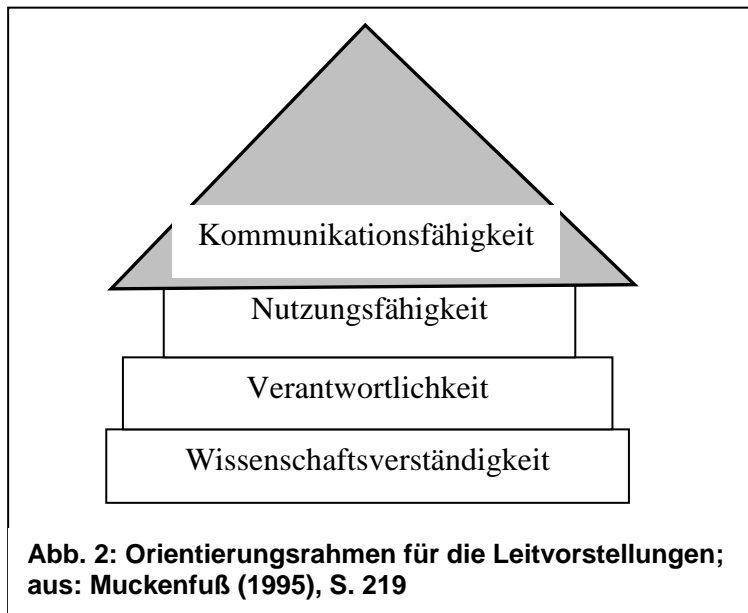 Kommunikationsfähigkeit
Nutzungsfähigkeit
Verantwortlichkeit
Wissenschaftsverständigkeit
Abb. 2: Orientierungsrahmen für die Leitvorstellungen;
aus: Muckenfuß (1995), S. 219